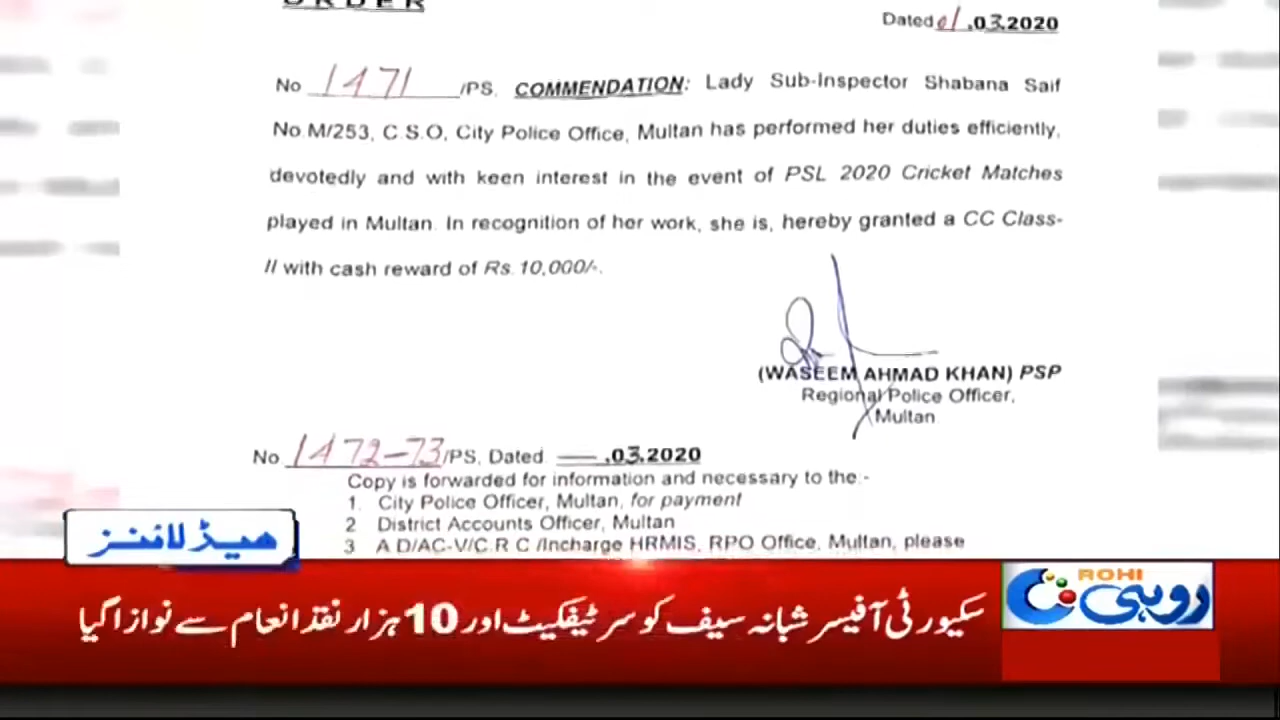 ORDER
Dated 01.03.2020
No 1471 /PS, COMMENDATION: Lady Sub-Inspector Shabana Saif
No.M/253, C.S.O, City Police Office, Multan has performed her duties efficiently,
devotedly and with keen interest in the event of PSL 2020 Cricket Matches
played in Multan. In recognition of her work, she is, hereby granted a CC Class-
II with cash reward of Rs.10,000/-.
(WASEEM AHMAD KHAN) PSP
Regional Police Officer,
Multan
No 1472-73/PS, Dated ——.03.2020
Copy is forwarded for information and necessary to the:-
1. City Police Officer, Multan, for payment
2 District Accounts Officer, Multan
3 A D/AC-V/C.R C /Incharge HRMIS, RPO Office, Multan, please
ھیڈ لائنز
سکیورٹی آفیسر شبانہ سیف کو سرٹیفکیٹ اور 10 ہزار نقد انعام سے نوازا گیا
ROHI
روہی